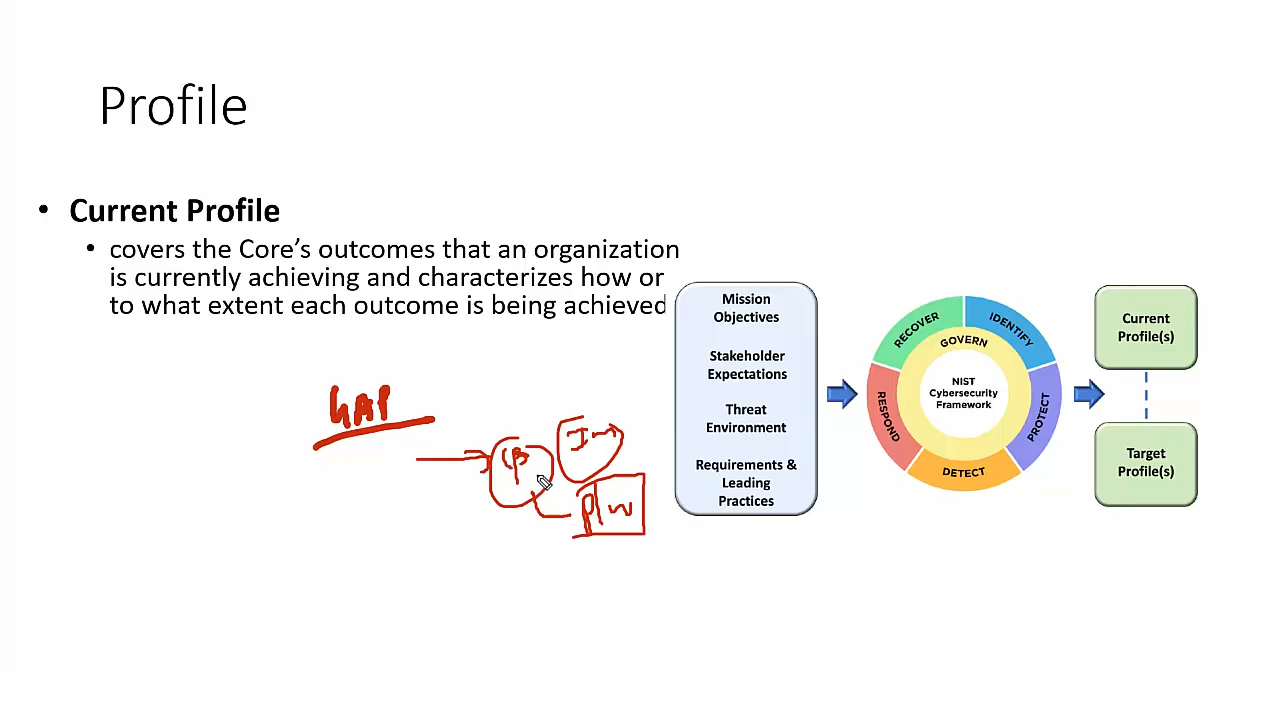 Profile
• Current Profile
• covers the Core's outcomes that an organization
is currently achieving and characterizes how or
to what extent each outcome is being achieved
GAP
Mission
Objectives
Stakeholder
Expectations
Threat
Environment
Requirements &
Leading
Practices
RECOVER
IDENTIFY
GOVERN
NIST
Cybersecurity
Framework
RESPOND
PROTECT
DETECT
Current
Profile(s)
Target
Profile(s)